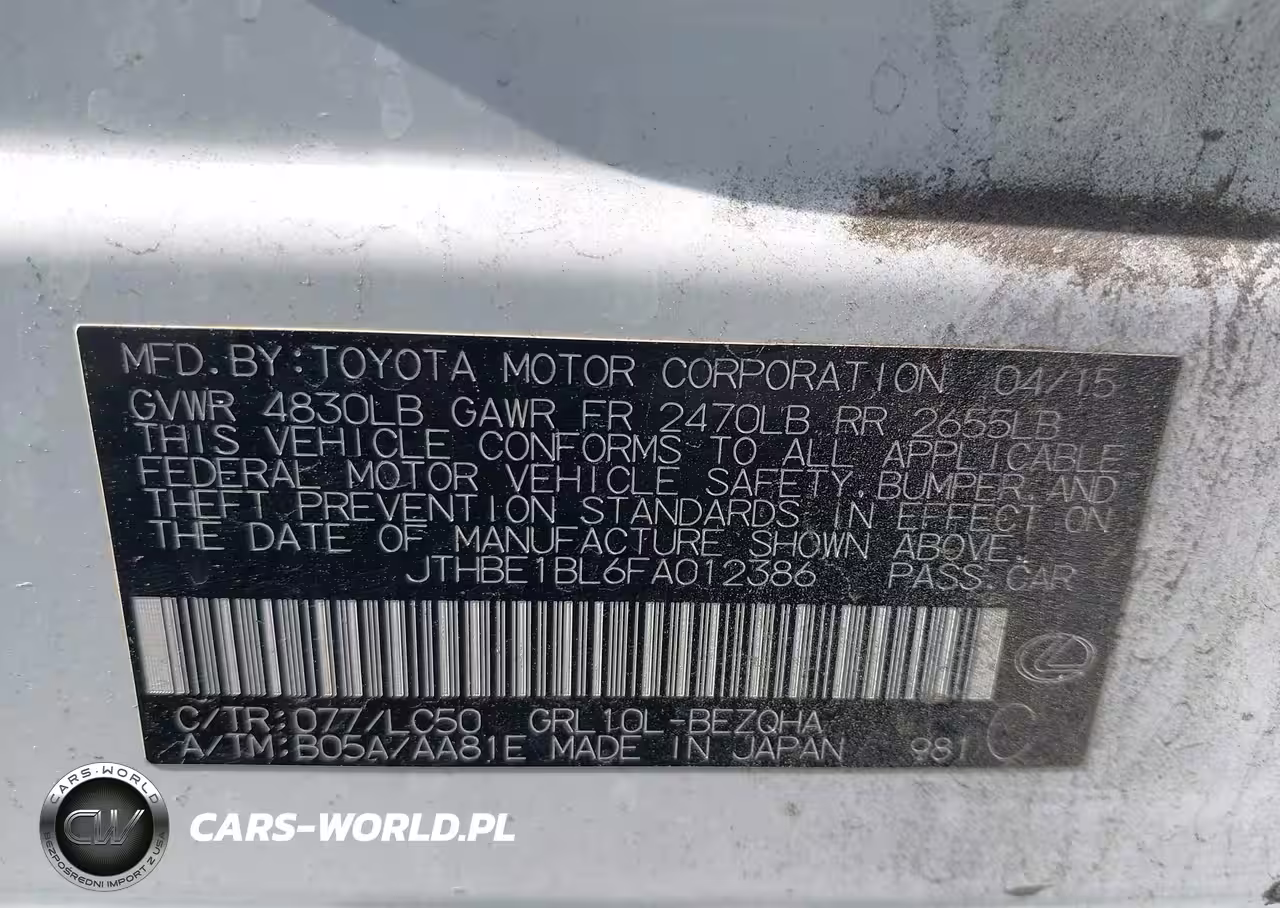 MFD. BY: TOYOTA MOTOR CORPORATION 04/15
GVWR 4830LB GAWR FR 2470LB RR 2655LB
THIS VEHICLE CONFORMS TO ALL APPLICABLE
FEDERAL MOTOR VEHICLE SAFETY, BUMPER, AND
THEFT PREVENTION STANDARDS IN EFFECT ON
THE DATE OF MANUFACTURE SHOWN ABOVE.
JTHBE1BL6FA012386 PASS.CAR
C/TR:077/LC50 GRL10L-BEZQHA
A/TM:B05A/AA81E MADE IN JAPAN 981 C
CARS-WORLD
CW
BEZPOŚREDNI IMPORT Z USA
CARS-WORLD.PL